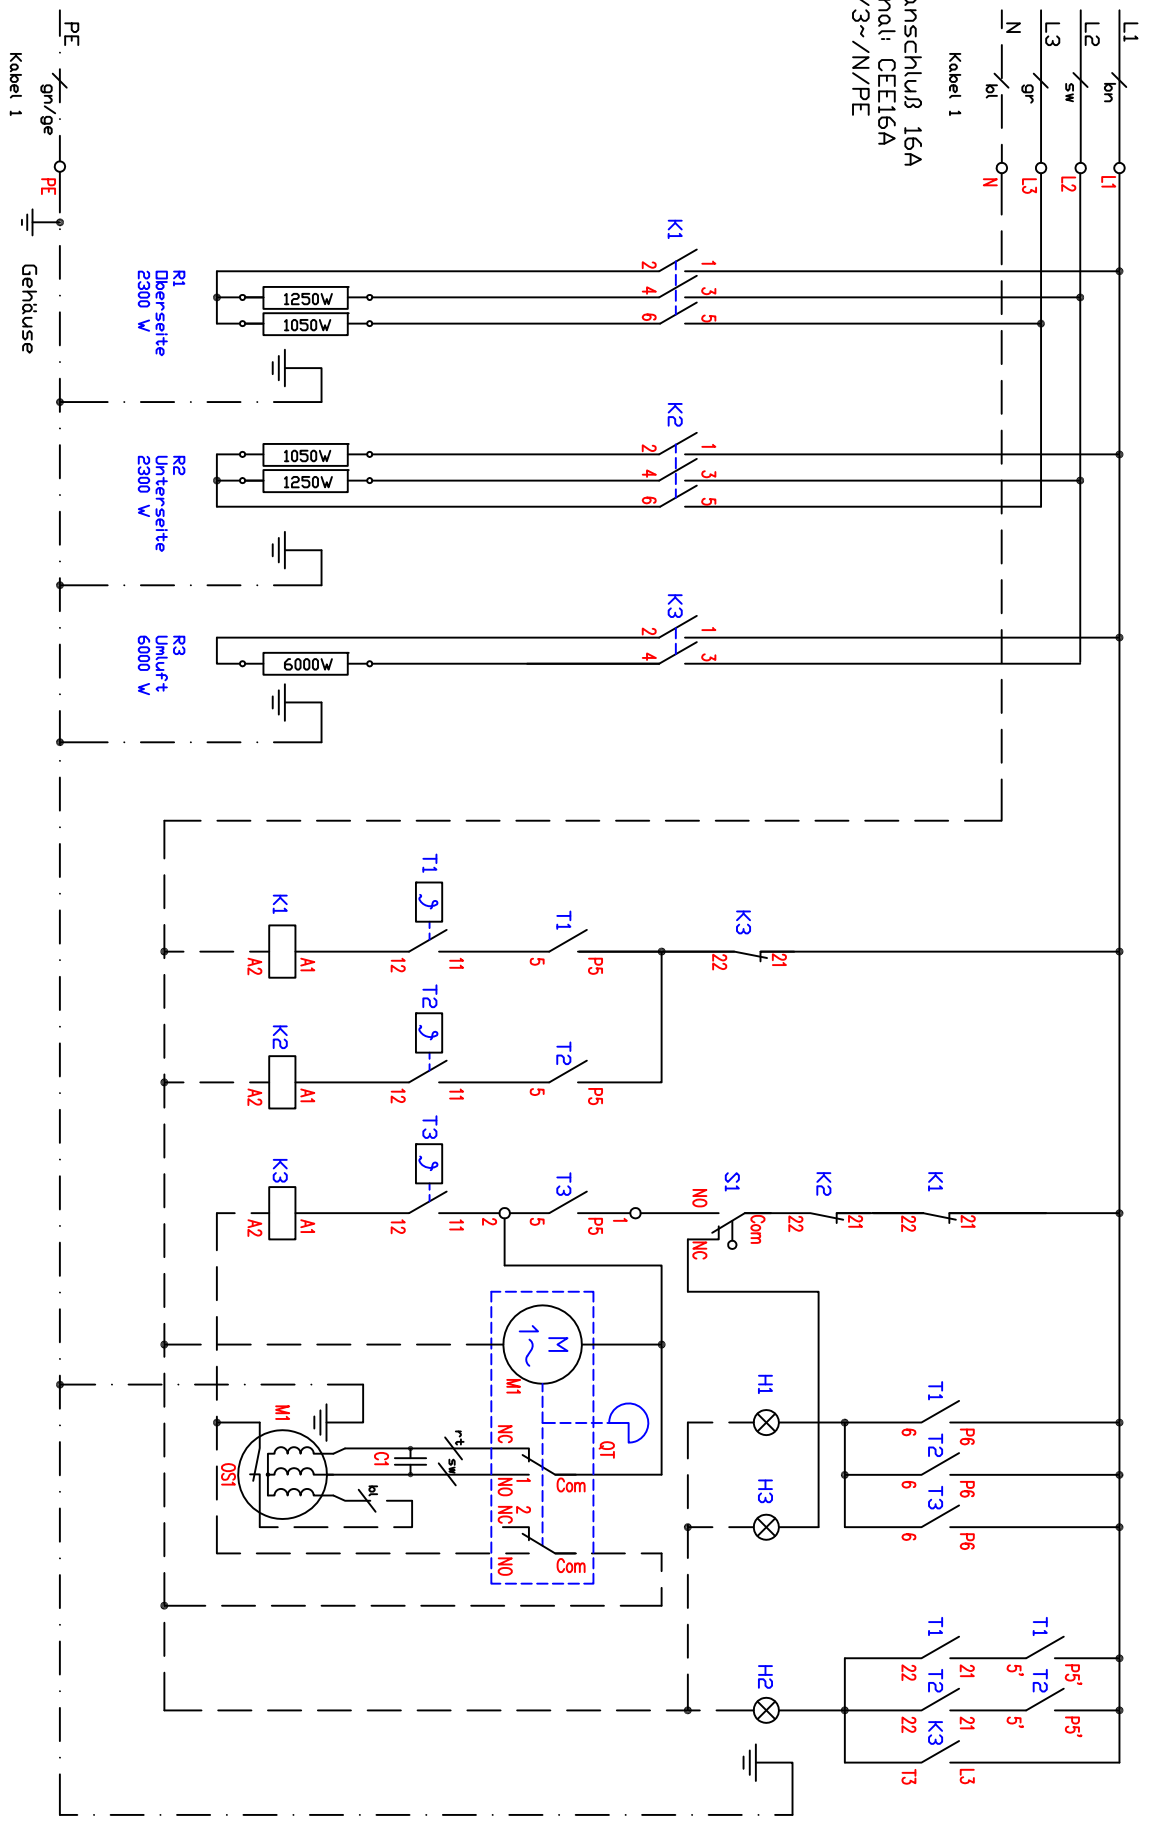 L1
bn
L1
L2
sw
L2
L3
gr
L3
N
bl
N
Kabel 1
anschluß 16A
nal: CEE16A
/3~/N/PE
PE
gn/ge
PE
Kabel 1
Gehäuse
K1
1
2
3
4
5
6
1250W
1050W
R1
Oberseite
2300 W
K2
1
2
3
4
5
6
1050W
1250W
R2
Unterseite
2300 W
K3
1
2
3
4
6000W
R3
Umluft
6000 W
K3
21
22
T1
P5
5
T1
11
12
K1
A1
A2
T2
P5
5
T2
11
12
K2
A1
A2
K1
21
22
K2
21
22
S1
Com
NO
NC
1
T3
P5
5
2
T3
11
12
K3
A1
A2
M
1~
M1
QT
NC
1
NO
Com
2
NC
NO
Com
rt
sw
bl
C1
M1
ÖS1
T1
P6
6
T2
P6
6
T3
P6
6
H1
H3
T1
P5'
5'
T1
21
22
T2
P5'
5'
T2
21
22
K3
L3
T3
H2